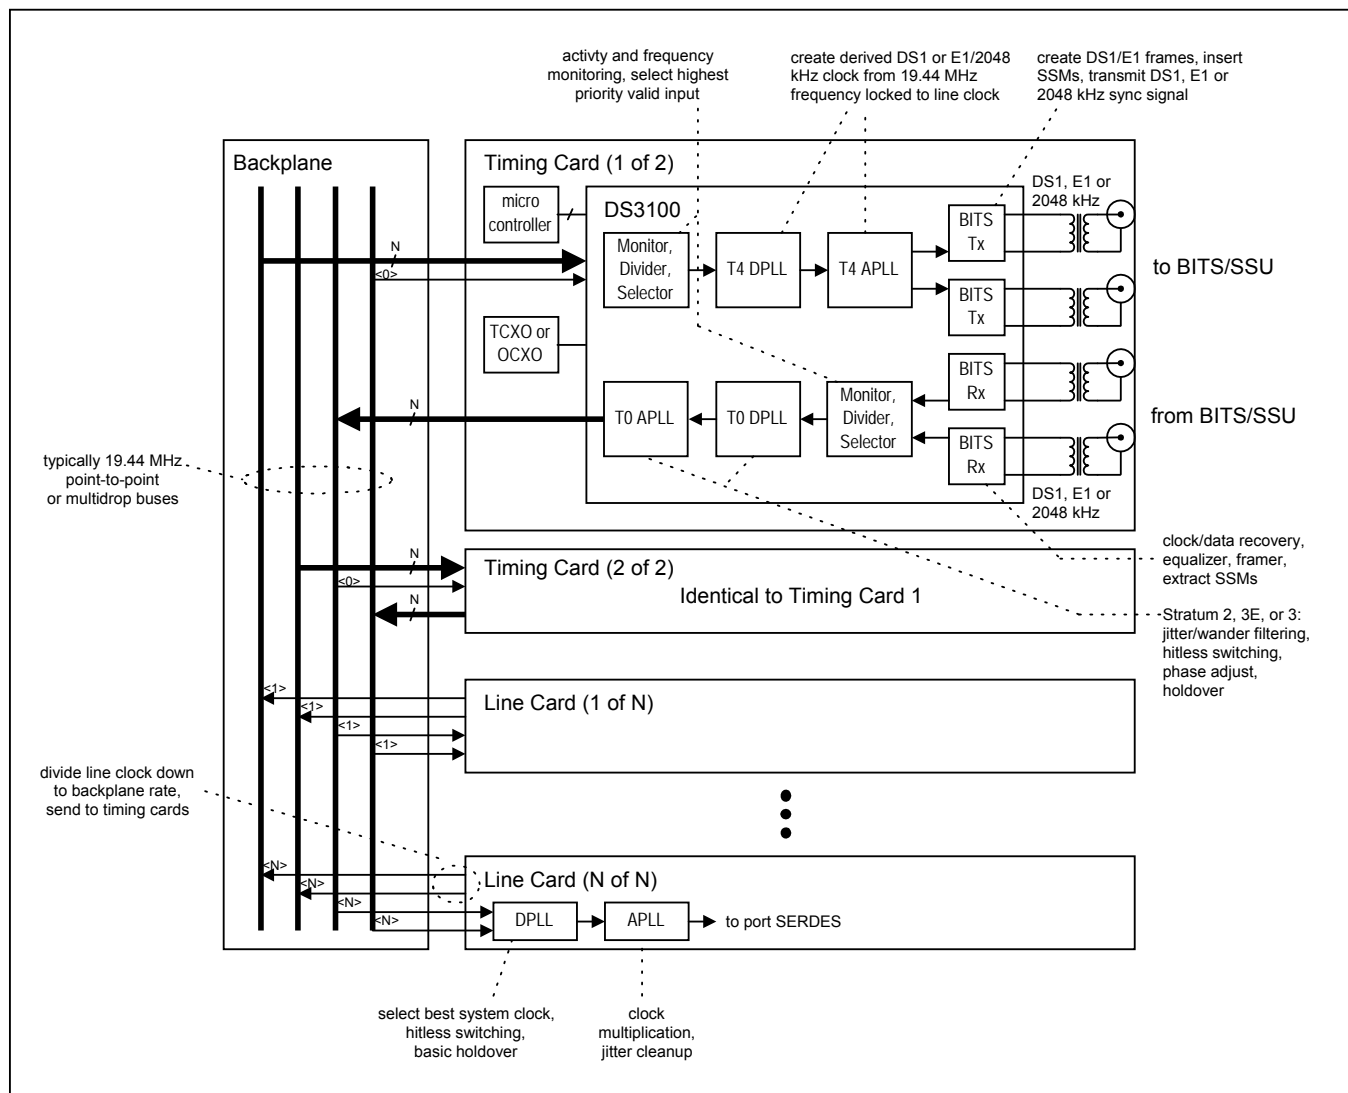 activty and frequency
monitoring, select highest
priority valid input
create derived DS1 or E1/2048
kHz clock from 19.44 MHz
frequency locked to line clock
create DS1/E1 frames, insert
SSMs, transmit DS1, E1 or
2048 kHz sync signal
Backplane
Timing Card (1 of 2)
micro
controller
DS3100
DS1, E1 or
2048 kHz
BITS
Tx
N
<0>
Monitor,
Divider,
Selector
T4 DPLL
T4 APLL
to BITS/SSU
BITS
Tx
TCXO or
OCXO
BITS
Rx
N
T0 APLL
T0 DPLL
Monitor,
Divider,
Selector
from BITS/SSU
BITS
Rx
typically 19.44 MHz
point-to-point
or multidrop buses
DS1, E1 or
2048 kHz
clock/data recovery,
equalizer, framer,
extract SSMs
N
<0>
N
Timing Card (2 of 2)
Identical to Timing Card 1
Stratum 2, 3E, or 3:
jitter/wander filtering,
hitless switching,
phase adjust,
holdover
<1>
<1>
<1>
<1>
Line Card (1 of N)
divide line clock down
to backplane rate,
send to timing cards
<N>
<N>
<N>
<N>
Line Card (N of N)
DPLL
APLL
to port SERDES
select best system clock,
hitless switching,
basic holdover
clock
multiplication,
jitter cleanup